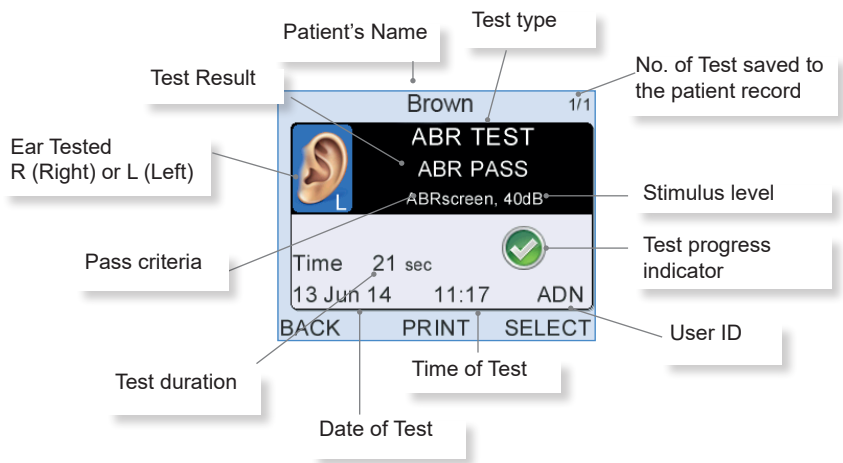 Patient’s Name
Test type
Test Result
No. of Test saved to
the patient record
Ear Tested
R (Right) or L (Left)
Brown
1/1
ABR TEST
ABR PASS
ABRscreen, 40dB
L
Stimulus level
Test progress
indicator
Pass criteria
Time 21 sec
13 Jun 14 11:17 ADN
BACK PRINT SELECT
User ID
Time of Test
Test duration
Date of Test